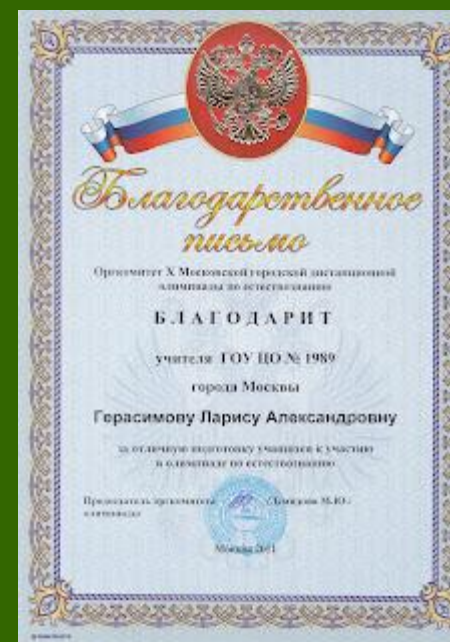 Благодарственное
письмо
Оргкомитет X Московской городской дистанционной
олимпиады по естествознанию
БЛАГОДАРИТ
учителя ГОУ ЦО № 1989
города Москвы
Герасимову Ларису Александровну
за отличную подготовку учащихся к участию
в олимпиаде по естествознанию
Председатель оргкомитета М.Ю./
олимпиады
Москва 2011